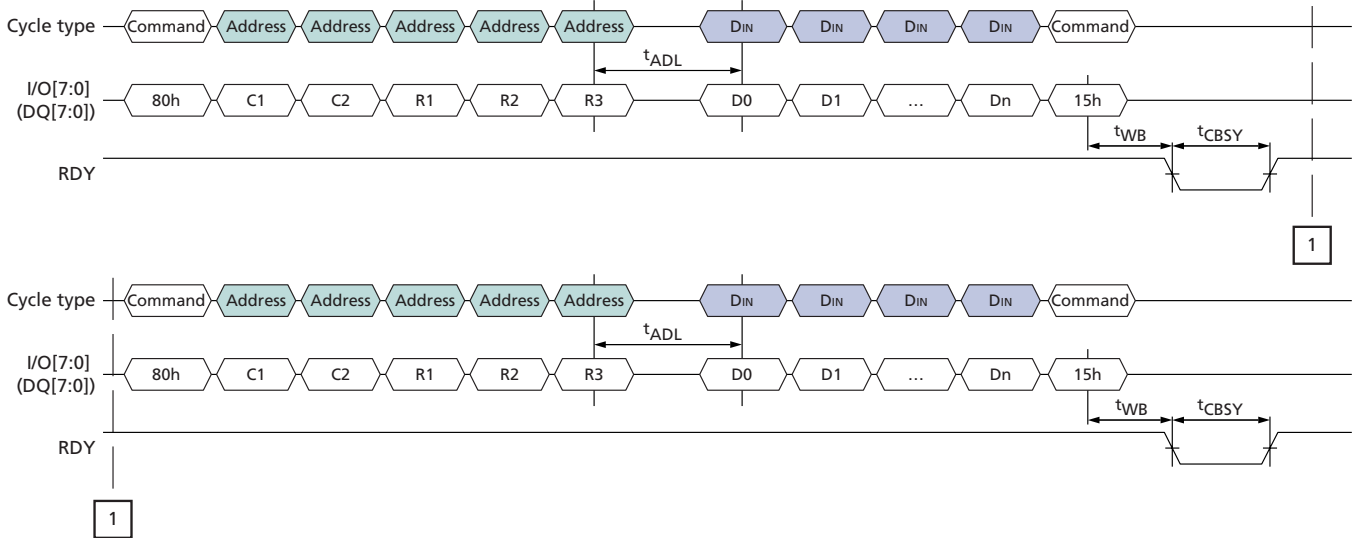 Cycle type Command Address Address Address Address Address DIN DIN DIN DIN Command
tADL
I/O[7:0]
(DQ[7:0])
80h C1 C2 R1 R2 R3 D0 D1 … Dn 15h
tWB tCBSY
RDY
1
Cycle type Command Address Address Address Address Address DIN DIN DIN DIN Command
tADL
I/O[7:0]
(DQ[7:0])
80h C1 C2 R1 R2 R3 D0 D1 … Dn 15h
tWB tCBSY
RDY
1